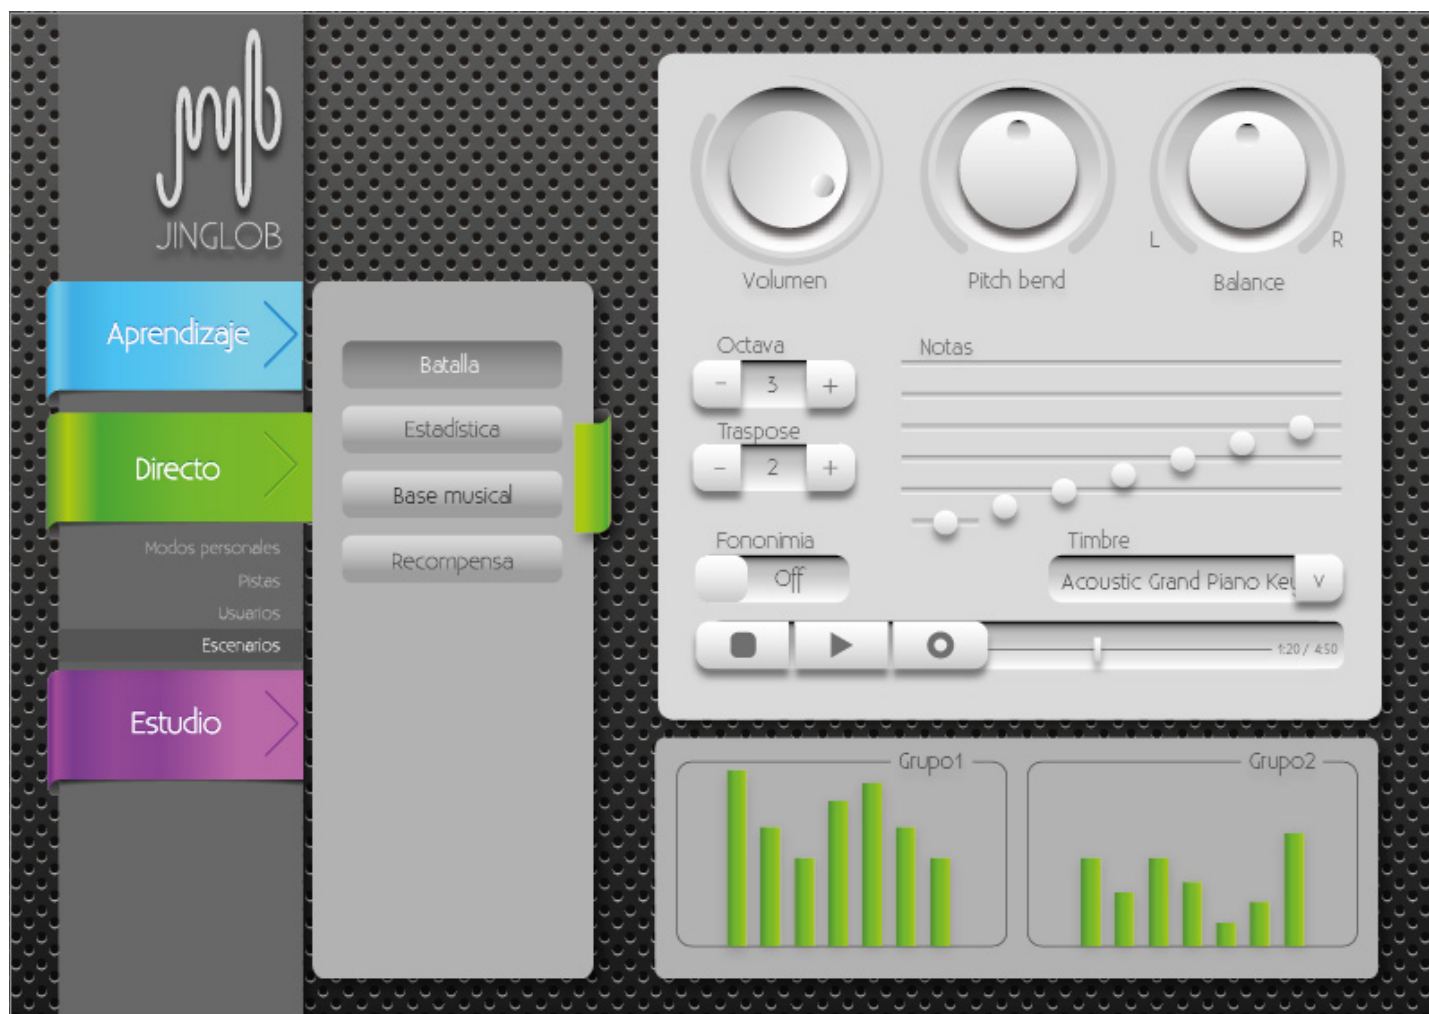 JINGLOB
Aprendizaje
Directo
Modos personales
Pistas
Usuarios
Escenarios
Estudio
Batalla
Estadística
Base musical
Recompensa
Volumen
Pitch bend
L
R
Balance
Octava
- 3 +
Traspose
- 2 +
Notas
Fononimia
Off
Timbre
Acoustic Grand Piano Key
v
1:20 / 4:50
Grupo1
Grupo2